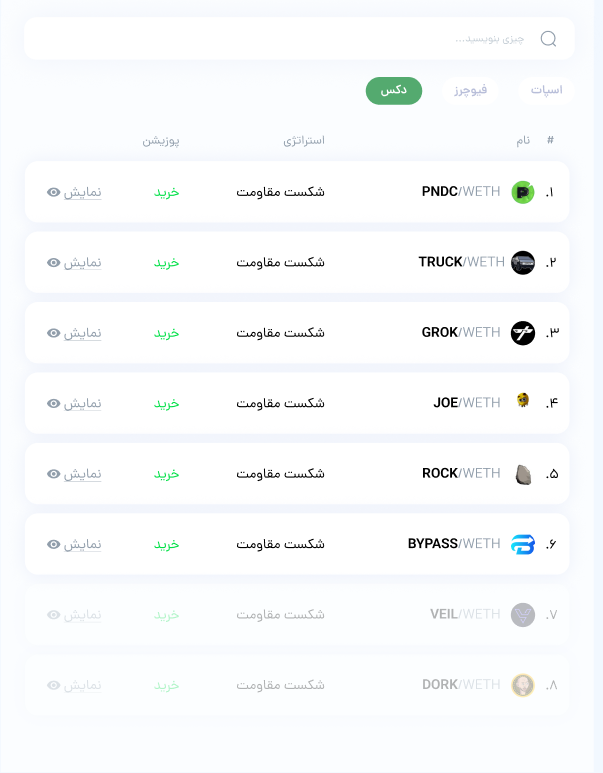 چیزی بنویسید...
اسپات فیوچرز دکس
# نام استراتژی پوزیشن
۱. PNDC/WETH شکست مقاومت خرید نمایش
۲. TRUCK/WETH شکست مقاومت خرید نمایش
۳. GROK/WETH شکست مقاومت خرید نمایش
۴. JOE/WETH شکست مقاومت خرید نمایش
۵. ROCK/WETH شکست مقاومت خرید نمایش
۶. BYPASS/WETH شکست مقاومت خرید نمایش
۷. VEIL/WETH شکست مقاومت خرید نمایش
۸. DORK/WETH شکست مقاومت خرید نمایش